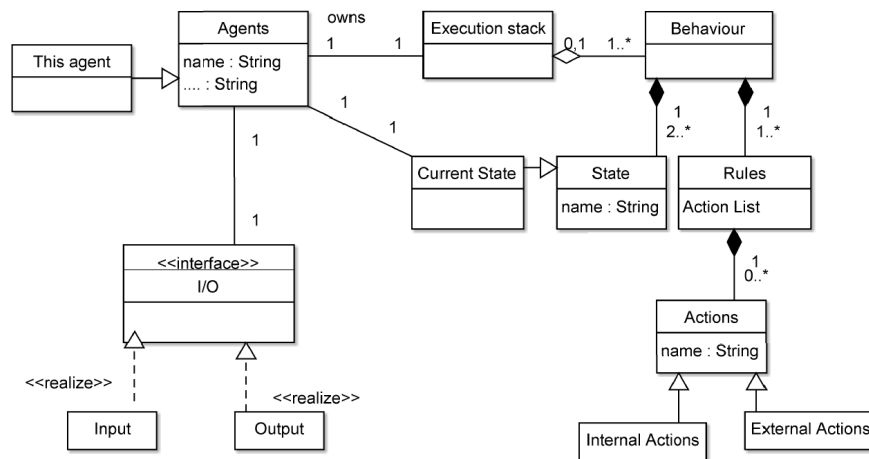 owns
Agents
name : String
.... : String
This agent
1
1
Execution stack
0,1
1..*
Behaviour
1
1
1
2..*
1
1..*
Current State
State
name : String
Rules
Action List
1
1
<<interface>>
I/O
1
0..*
Actions
name : String
<<realize>>
<<realize>>
Input
Output
Internal Actions
External Actions